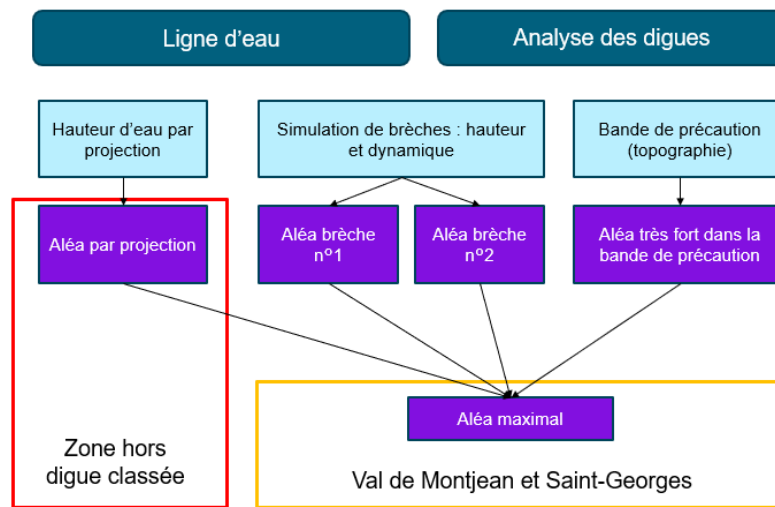 Ligne d'eau
Analyse des digues
Hauteur d'eau par
projection
Simulation de brèches : hauteur
et dynamique
Bande de précaution
(topographie)
Aléa par projection
Aléa brèche
n°1
Aléa brèche
n°2
Aléa très fort dans la
bande de précaution
Aléa maximal
Zone hors
digue classée
Val de Montjean et Saint-Georges